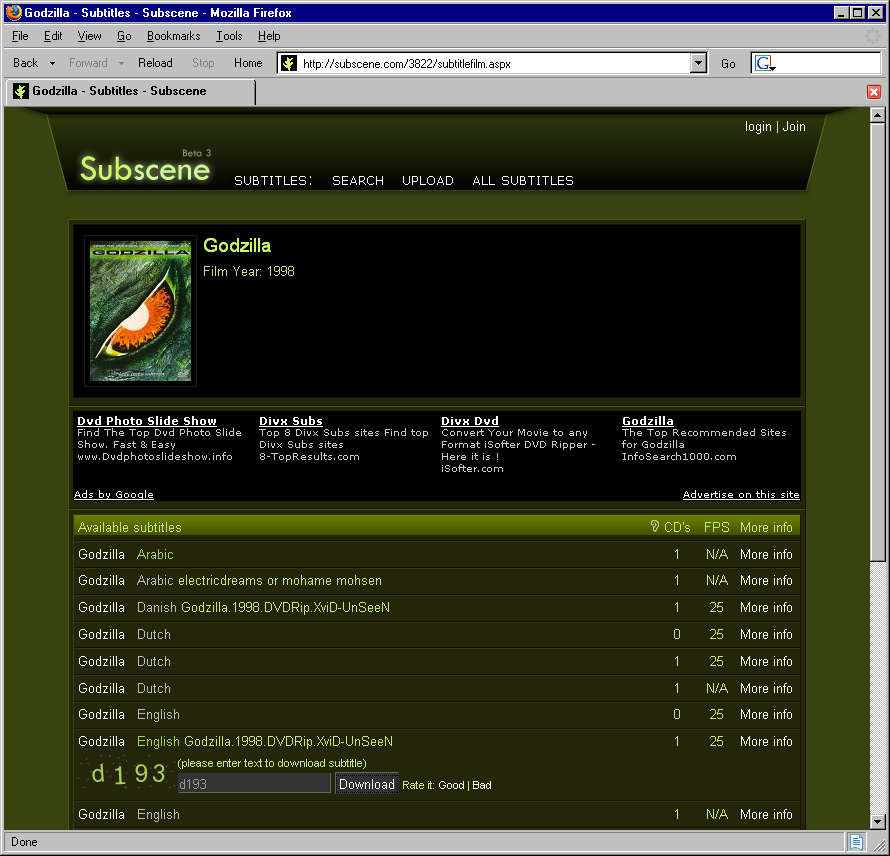 Godzilla - Subtitles - Subscene - Mozilla Firefox
File Edit View Go Bookmarks Tools Help
Back Forward Reload Stop Home http://subscene.com/3822/subtitlefilm.aspx Go G
Godzilla - Subtitles - Subscene
login | Join
Beta 3
Subscene
SUBTITLES: SEARCH UPLOAD ALL SUBTITLES
GODZILLA
Godzilla
Film Year: 1998
Dvd Photo Slide Show
Find The Top Dvd Photo Slide
Show. Fast & Easy
www.Dvdphotoslideshow.info
Divx Subs
Top 8 Divx Subs sites Find top
Divx Subs sites
8-TopResults.com
Divx Dvd
Convert Your Movie to any
Format iSofter DVD Ripper -
Here it is !
iSofter.com
Godzilla
The Top Recommended Sites
for Godzilla
InfoSearch1000.com
Ads by Google Advertise on this site
Available subtitles CD's FPS More info
Godzilla Arabic 1 N/A More info
Godzilla Arabic electricdreams or mohame mohsen 1 N/A More info
Godzilla Danish Godzilla.1998.DVDRip.XviD-UnSeeN 1 25 More info
Godzilla Dutch 0 25 More info
Godzilla Dutch 1 25 More info
Godzilla Dutch 1 N/A More info
Godzilla English 0 25 More info
Godzilla English Godzilla.1998.DVDRip.XviD-UnSeeN 1 25 More info
d193
(please enter text to download subtitle)
d193 Download Rate it: Good | Bad
Godzilla English 1 N/A More info
Done